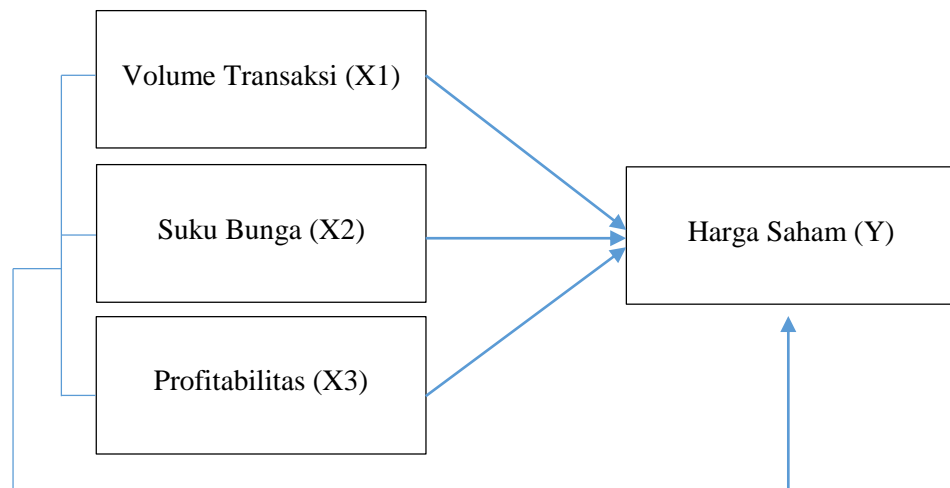 Volume Transaksi (X1)
Suku Bunga (X2)
Harga Saham (Y)
Profitabilitas (X3)